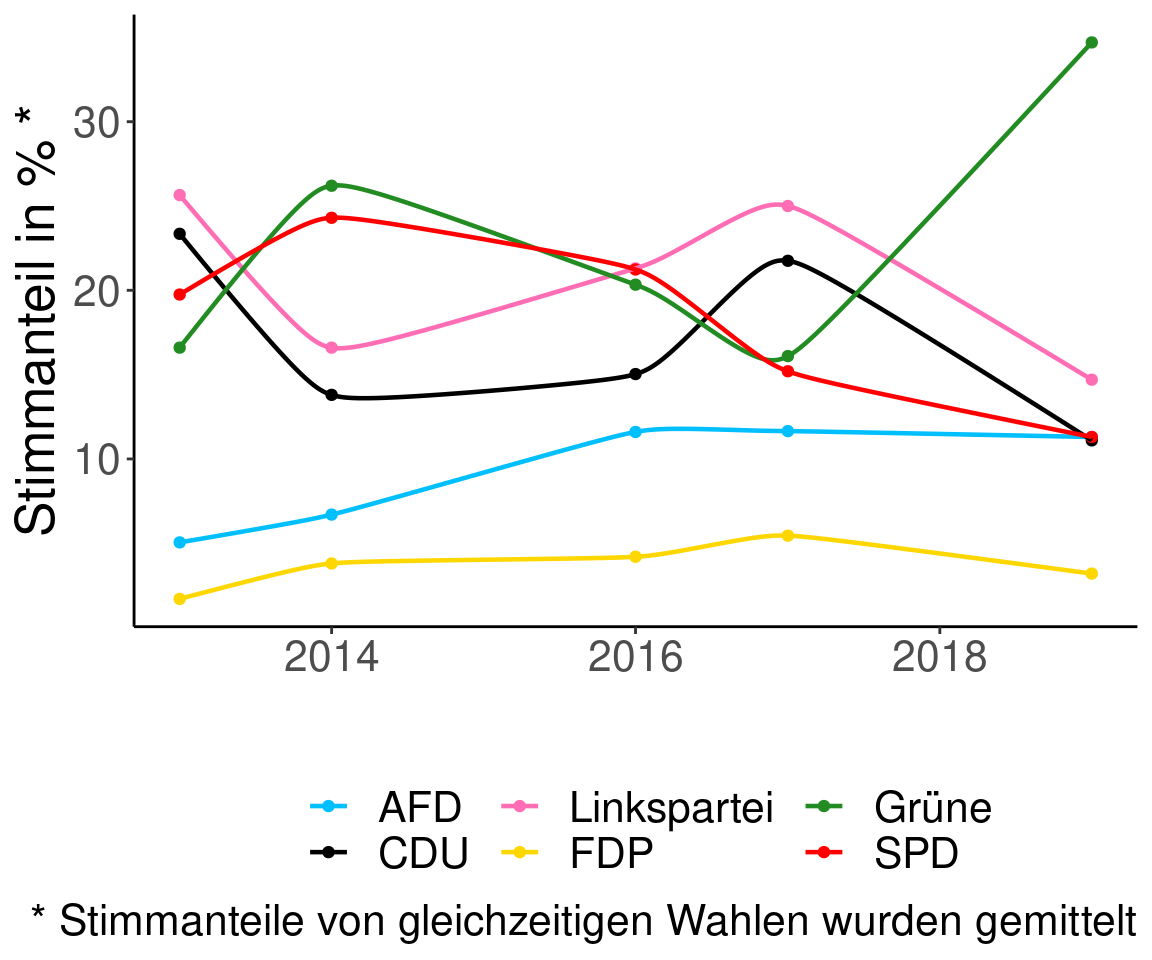 Stimmanteil in % *
30
20
10
2014 2016 2018
AFD Linkspartei Grüne
CDU FDP SPD
* Stimmanteile von gleichzeitigen Wahlen wurden gemittelt